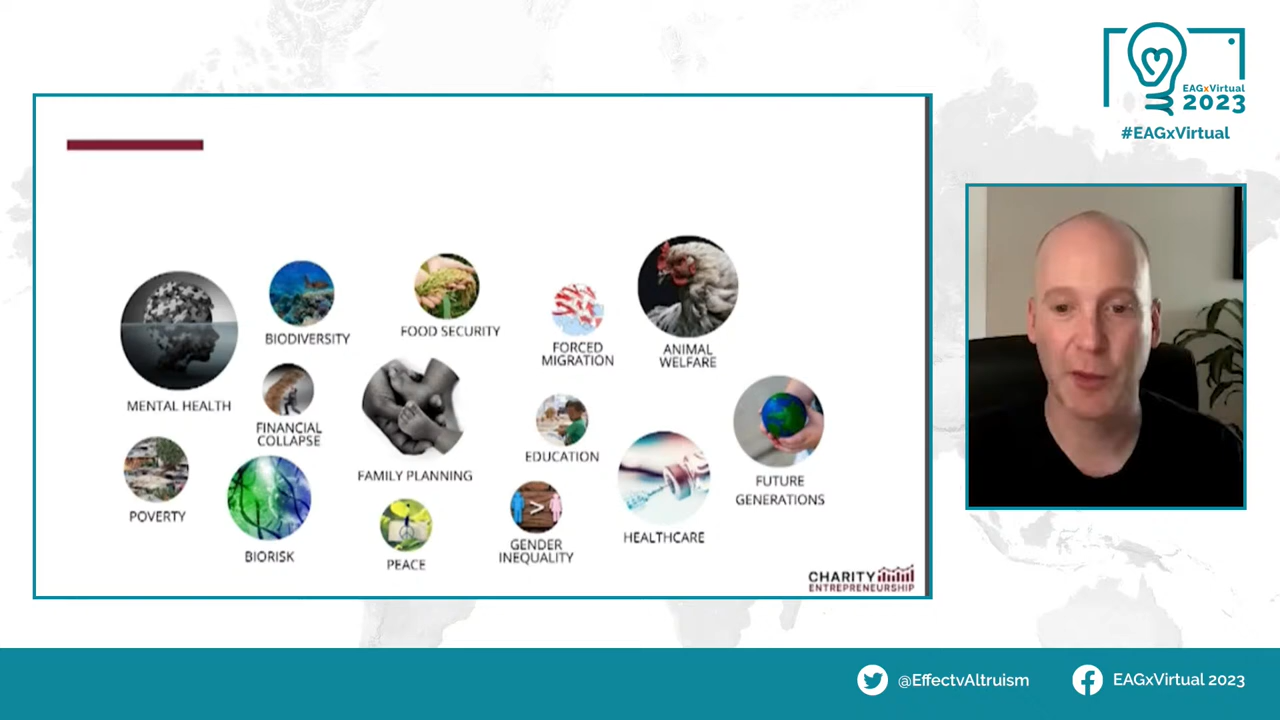 EAGxVirtual
2023
#EAGxVirtual
BIODIVERSITY
FOOD SECURITY
FORCED
MIGRATION
ANIMAL
WELFARE
MENTAL HEALTH
FINANCIAL
COLLAPSE
FAMILY PLANNING
EDUCATION
FUTURE
GENERATIONS
POVERTY
BIORISK
PEACE
>
GENDER
INEQUALITY
HEALTHCARE
CHARITY
ENTREPRENEURSHIP
@EffectvAltruism
EAGxVirtual 2023